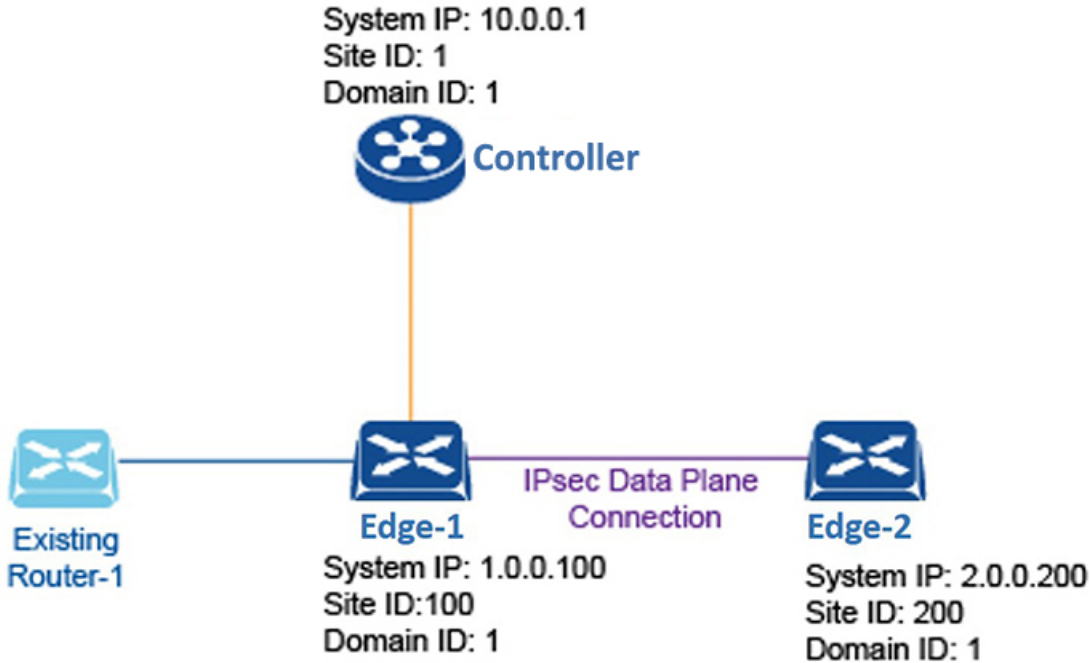 System IP: 10.0.0.1
Site ID: 1
Domain ID: 1
Controller
Existing
Router-1
Edge-1
System IP: 1.0.0.100
Site ID:100
Domain ID: 1
IPsec Data Plane
Connection
Edge-2
System IP: 2.0.0.200
Site ID: 200
Domain ID: 1